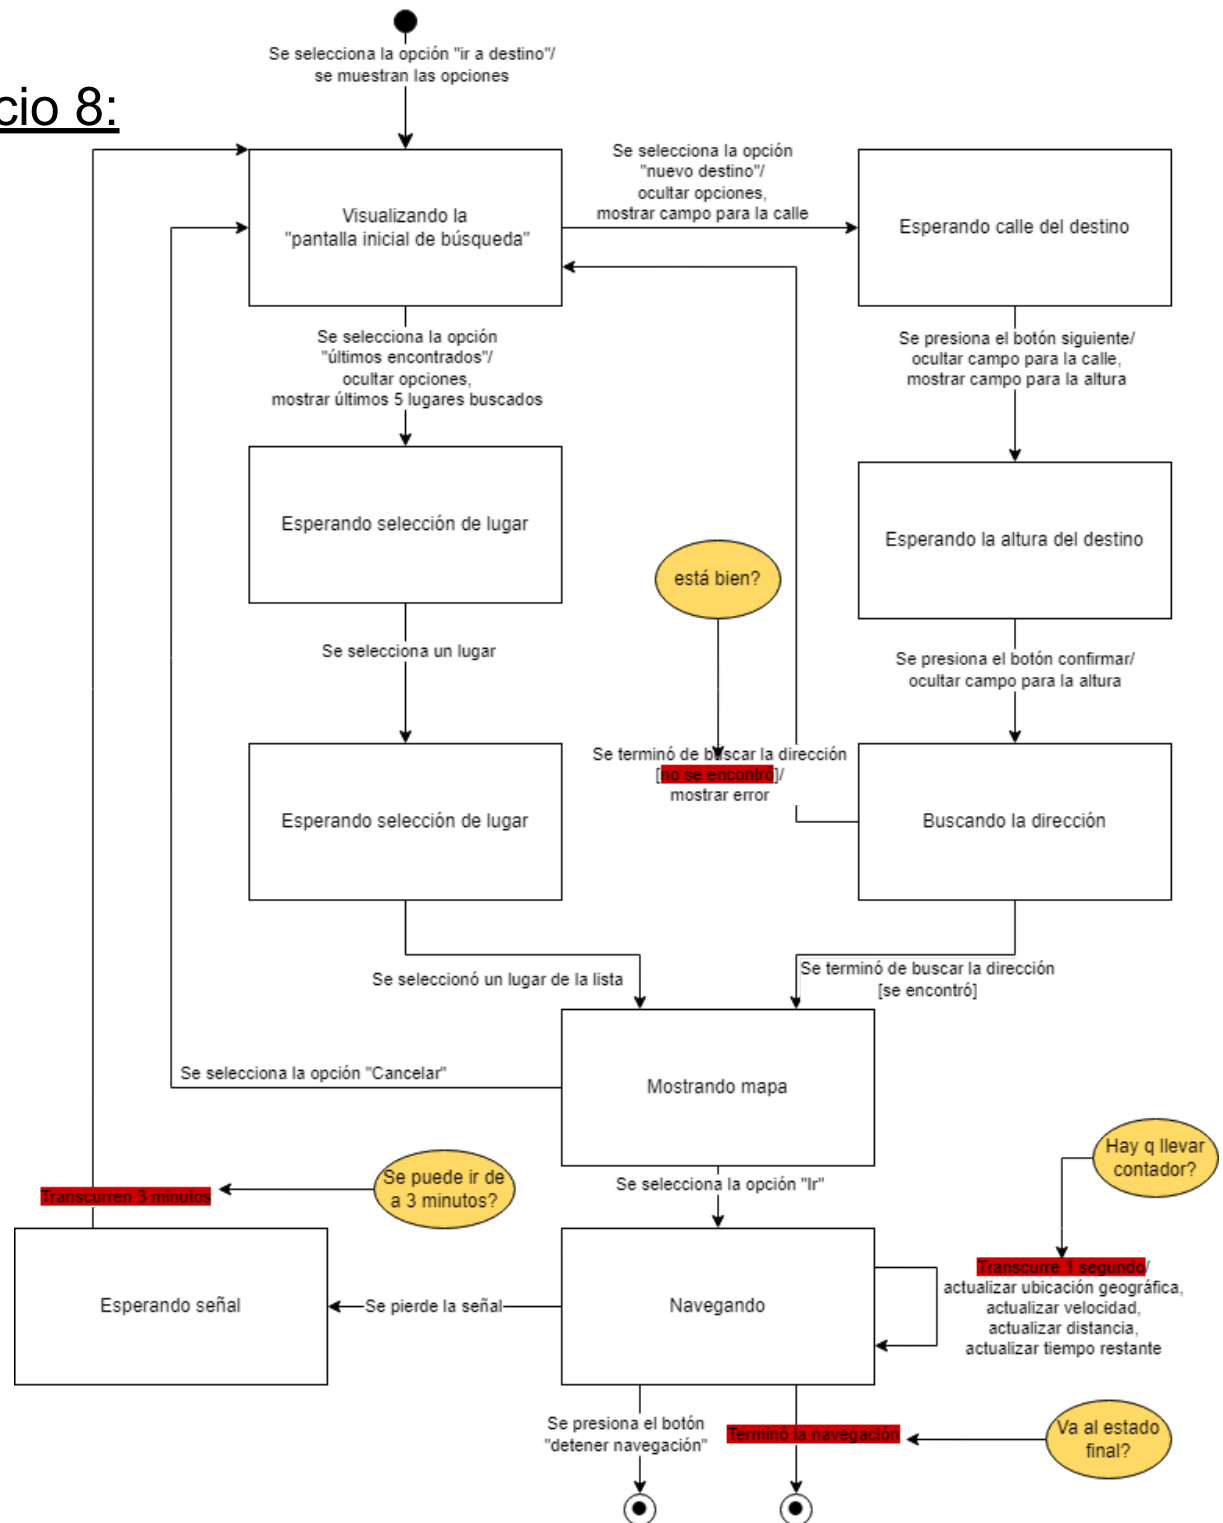 Se selecciona la opción "ir a destino"/
se muestran las opciones
cio 8:
Visualizando la
"pantalla inicial de búsqueda"
Se selecciona la opción
"nuevo destino"/
ocultar opciones,
mostrar campo para la calle
Esperando calle del destino
Se selecciona la opción
"últimos encontrados"/
ocultar opciones,
mostrar últimos 5 lugares buscados
Se presiona el botón siguiente/
ocultar campo para la calle,
mostrar campo para la altura
Esperando selección de lugar
Esperando la altura del destino
está bien?
Se selecciona un lugar
Se presiona el botón confirmar/
ocultar campo para la altura
Se terminó de buscar la dirección
[no se encontró]/
mostrar error
Esperando selección de lugar
Buscando la dirección
Se seleccionó un lugar de la lista
Se terminó de buscar la dirección
[se encontró]
Se selecciona la opción "Cancelar"
Mostrando mapa
Hay q llevar
contador?
Se puede ir de
a 3 minutos?
Transcurren 3 minutos
Se selecciona la opción "Ir"
Transcurre 1 segundo/
actualizar ubicación geográfica,
actualizar velocidad,
actualizar distancia,
actualizar tiempo restante
Esperando señal
Se pierde la señal
Navegando
Se presiona el botón
"detener navegación"
Terminó la navegación
Va al estado
final?